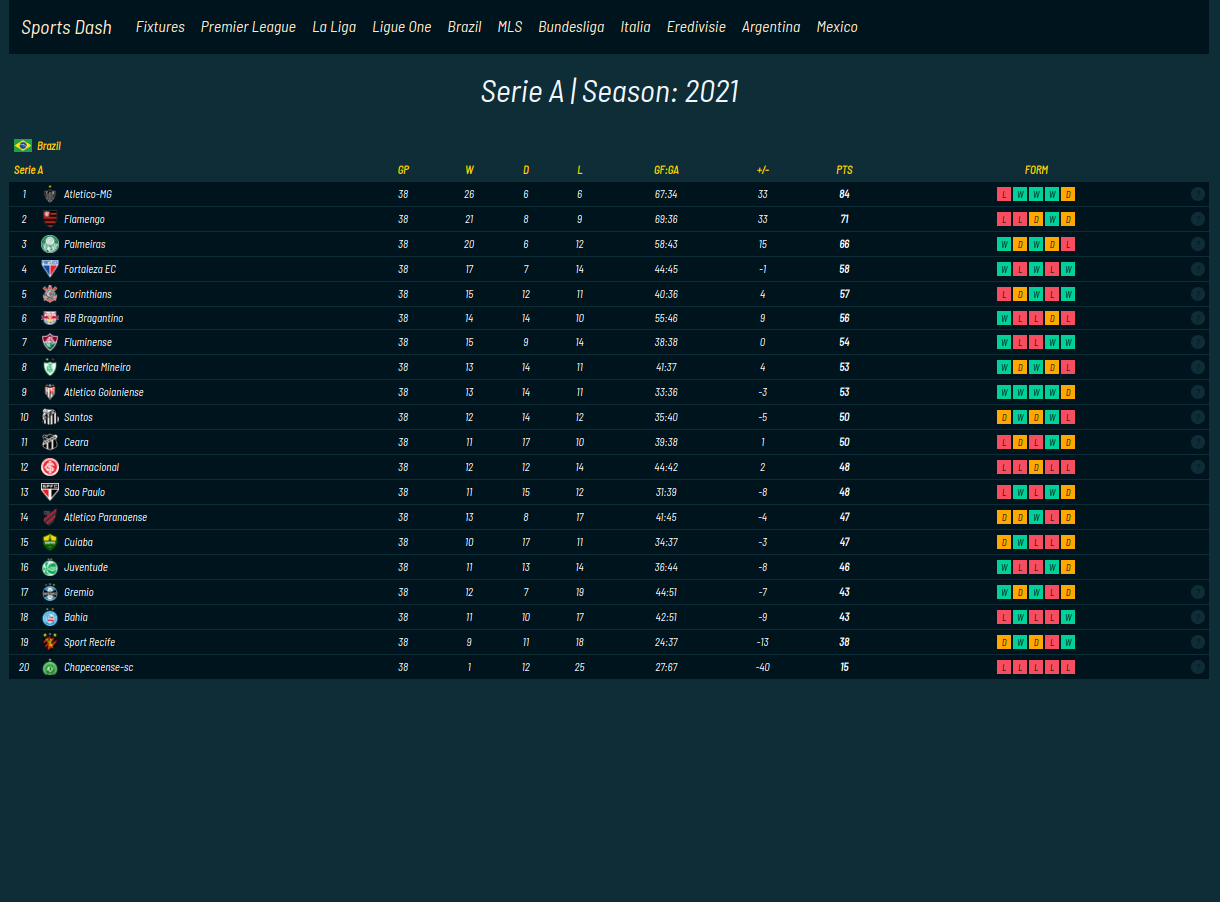 Sports Dash Fixtures Premier League La Liga Ligue One Brazil MLS Bundesliga Italia Eredivisie Argentina Mexico
Serie A | Season: 2021
Brazil
Serie A GP W D L GF:GA +/- PTS FORM
1 Atletico-MG 38 26 6 6 67:34 33 84 L W W W D ?
2 Flamengo 38 21 8 9 69:36 33 71 L L D W D ?
3 Palmeiras 38 20 6 12 58:43 15 66 W D W D L ?
4 Fortaleza EC 38 17 7 14 44:45 -1 58 W L W L W ?
5 Corinthians 38 15 12 11 40:36 4 57 L D W L W ?
6 RB Bragantino 38 14 14 10 55:46 9 56 W L L D L ?
7 Fluminense 38 15 9 14 38:38 0 54 W L L W W ?
8 America Mineiro 38 13 14 11 41:37 4 53 W D W D L ?
9 Atletico Goianiense 38 13 14 11 33:36 -3 53 W W W W D ?
10 Santos 38 12 14 12 35:40 -5 50 D W D W L ?
11 Ceara 38 11 17 10 39:38 1 50 L D L W D ?
12 Internacional 38 12 12 14 44:42 2 48 L L D L L ?
13 Sao Paulo 38 11 15 12 31:39 -8 48 L W L W D
14 Atletico Paranaense 38 13 8 17 41:45 -4 47 D D W L D
15 Cuiaba 38 10 17 11 34:37 -3 47 D W L L D
16 Juventude 38 11 13 14 36:44 -8 46 W L L W D
17 Gremio 38 12 7 19 44:51 -7 43 W D W L D ?
18 Bahia 38 11 10 17 42:51 -9 43 L W L L W ?
19 Sport Recife 38 9 11 18 24:37 -13 38 D W D L W ?
20 Chapecoense-sc 38 1 12 25 27:67 -40 15 L L L L L ?